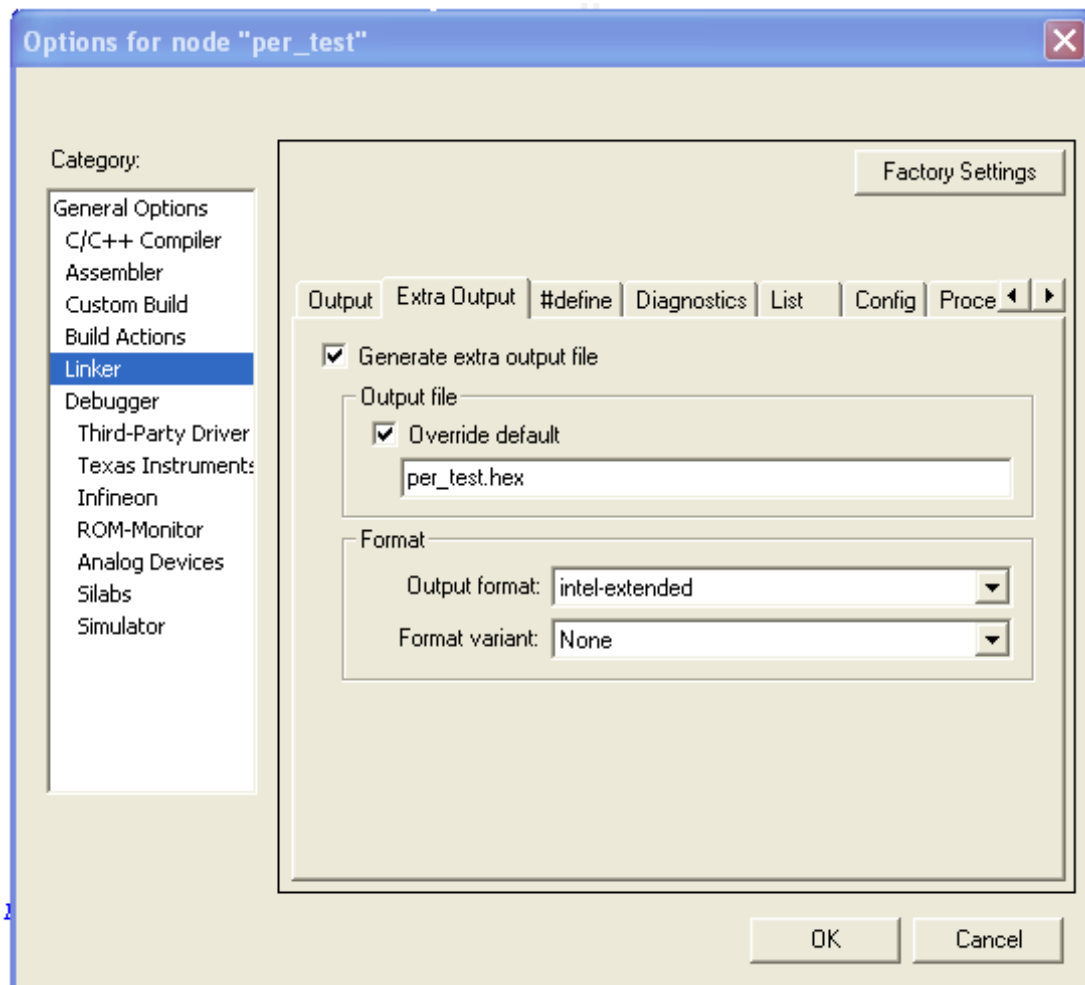 Options for node "per_test"
Category:
General Options
C/C++ Compiler
Assembler
Custom Build
Build Actions
Linker
Debugger
Third-Party Driver
Texas Instruments
Infineon
ROM-Monitor
Analog Devices
Silabs
Simulator
Factory Settings
Output Extra Output #define Diagnostics List Config Proce
Generate extra output file
Output file
Override default
per_test.hex
Format
Output format: intel-extended
Format variant: None
OK Cancel